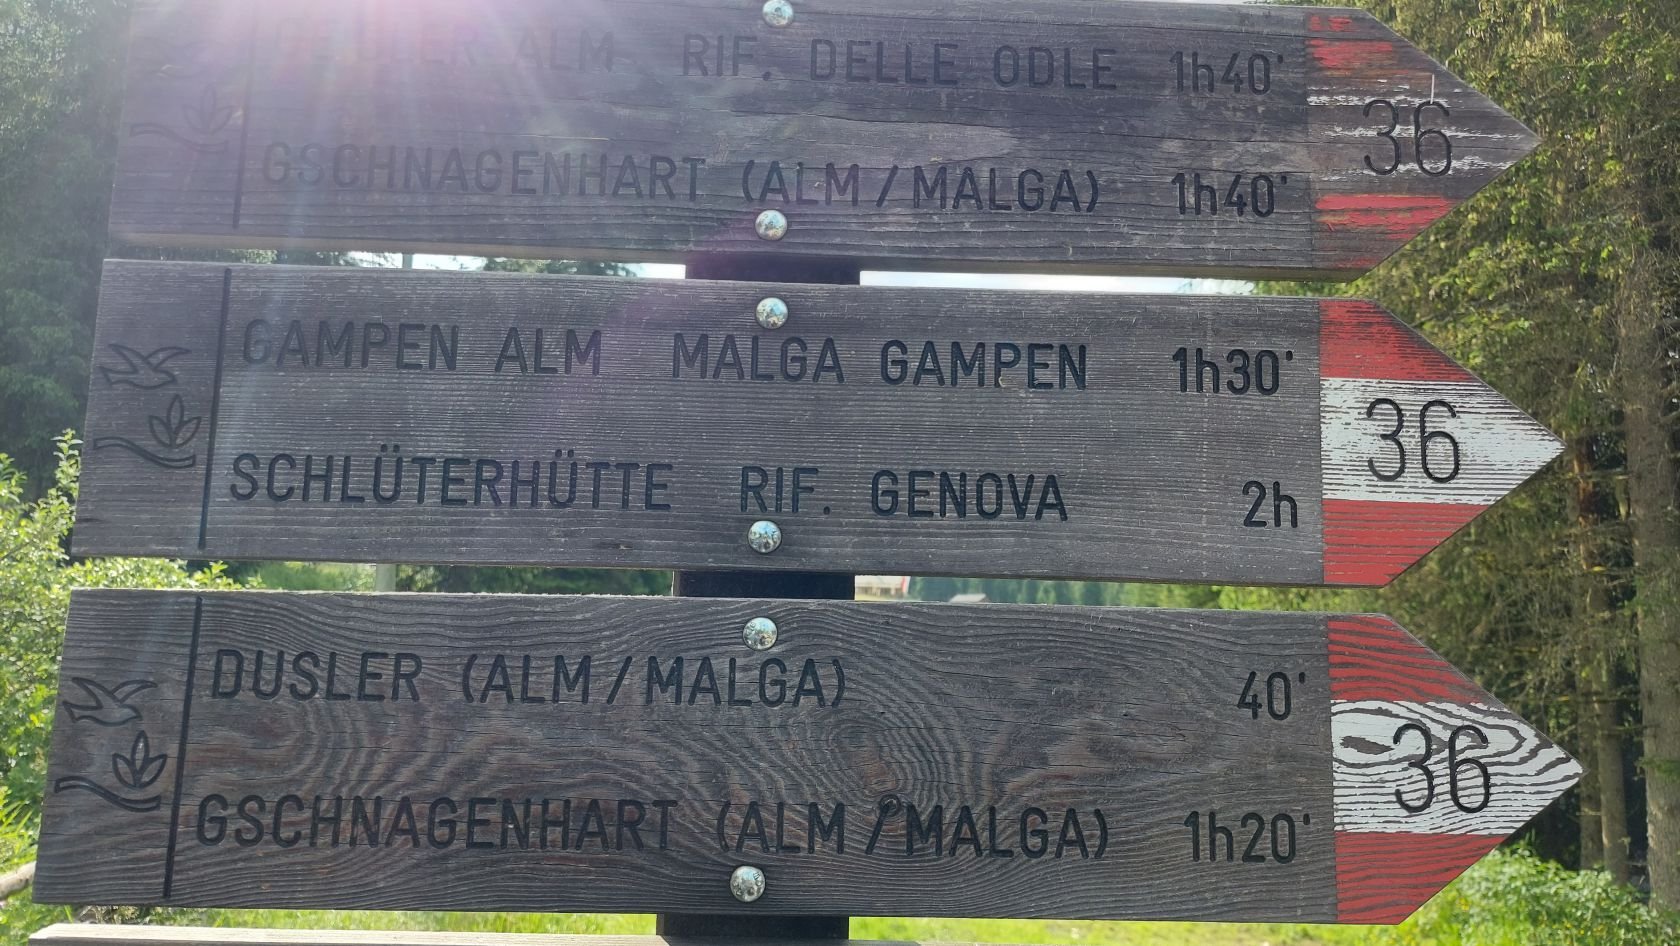 ALM RIF. DELLE ODLE 1h40'
GSCHNAGENHART (ALM/MALGA) 1h40'
36
GAMPEN ALM MALGA GAMPEN 1h30'
SCHLÜTERHÜTTE RIF. GENOVA 2h
36
DUSLER (ALM/MALGA) 40'
GSCHNAGENHART (ALM/MALGA) 1h20'
36